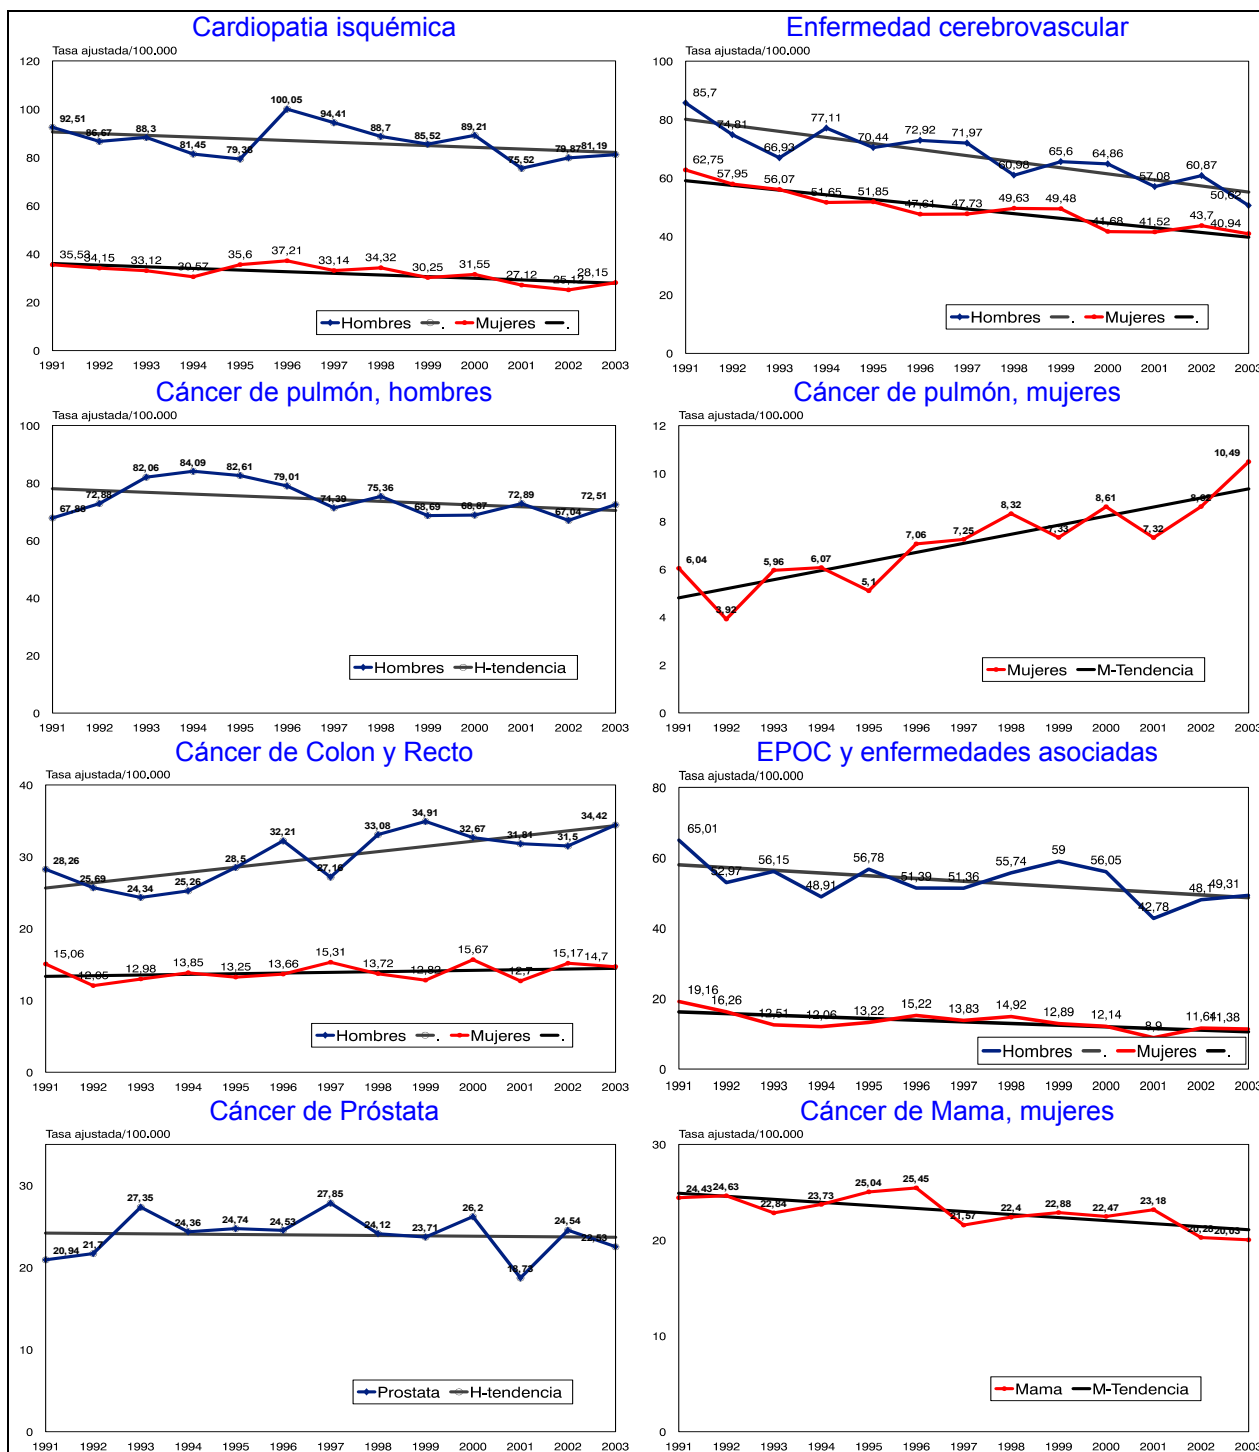 Cardiopatia isquémica
Tasa ajustada/100.000
120
100
80
60
40
20
0
92,51 86,67 88,3 81,45 79,38 100,05 94,41 88,7 85,52 89,21 75,52 79,87 81,19
35,53 34,15 33,12 30,57 35,6 37,21 33,14 34,32 30,25 31,55 27,12 25,12 28,15
Hombres . Mujeres .
1991 1992 1993 1994 1995 1996 1997 1998 1999 2000 2001 2002 2003
Enfermedad cerebrovascular
Tasa ajustada/100.000
100
80
60
40
20
0
85,7 74,81 66,93 77,11 70,44 72,92 71,97 60,98 65,6 64,86 57,08 60,87 50,62
62,75 57,95 56,07 51,65 51,85 47,61 47,73 49,63 49,48 41,68 41,52 43,7 40,94
Hombres . Mujeres .
1991 1992 1993 1994 1995 1996 1997 1998 1999 2000 2001 2002 2003
Cáncer de pulmón, hombres
Tasa ajustada/100.000
100
80
60
40
20
0
67,88 72,88 82,06 84,09 82,61 79,01 71,39 75,36 68,69 68,87 72,89 67,04 72,51
Hombres H-tendencia
1991 1992 1993 1994 1995 1996 1997 1998 1999 2000 2001 2002 2003
Cáncer de pulmón, mujeres
Tasa ajustada/100.000
12
10
8
6
4
2
0
6,04 3,92 5,96 6,07 5,1 7,06 7,25 8,32 7,33 8,61 7,32 8,62 10,49
Mujeres M-Tendencia
1991 1992 1993 1994 1995 1996 1997 1998 1999 2000 2001 2002 2003
Cáncer de Colon y Recto
Tasa ajustada/100.000
40
30
20
10
0
28,26 25,69 24,34 25,26 28,5 32,21 27,16 33,08 34,91 32,67 31,81 31,5 34,42
15,06 12,05 12,98 13,85 13,25 13,66 15,31 13,72 12,82 15,67 12,7 15,17 14,7
Hombres . Mujeres .
1991 1992 1993 1994 1995 1996 1997 1998 1999 2000 2001 2002 2003
EPOC y enfermedades asociadas
Tasa ajustada/100.000
80
60
40
20
0
65,01 52,97 56,15 48,91 56,78 51,39 51,36 55,74 59 56,05 42,78 48,1 49,31
19,16 16,26 12,51 12,06 13,22 15,22 13,83 14,92 12,89 12,14 8,9 11,64 11,38
Hombres . Mujeres .
1991 1992 1993 1994 1995 1996 1997 1998 1999 2000 2001 2002 2003
Cáncer de Próstata
Tasa ajustada/100.000
30
20
10
0
20,94 21,7 27,35 24,36 24,74 24,53 27,85 24,12 23,71 26,2 18,73 24,54 22,53
Prostata H-tendencia
1991 1992 1993 1994 1995 1996 1997 1998 1999 2000 2001 2002 2003
Cáncer de Mama, mujeres
Tasa ajustada/100.000
30
20
10
0
24,43 24,63 22,84 23,73 25,04 25,45 21,57 22,4 22,88 22,47 23,18 20,28 20,03
Mama M-Tendencia
1991 1992 1993 1994 1995 1996 1997 1998 1999 2000 2001 2002 2003